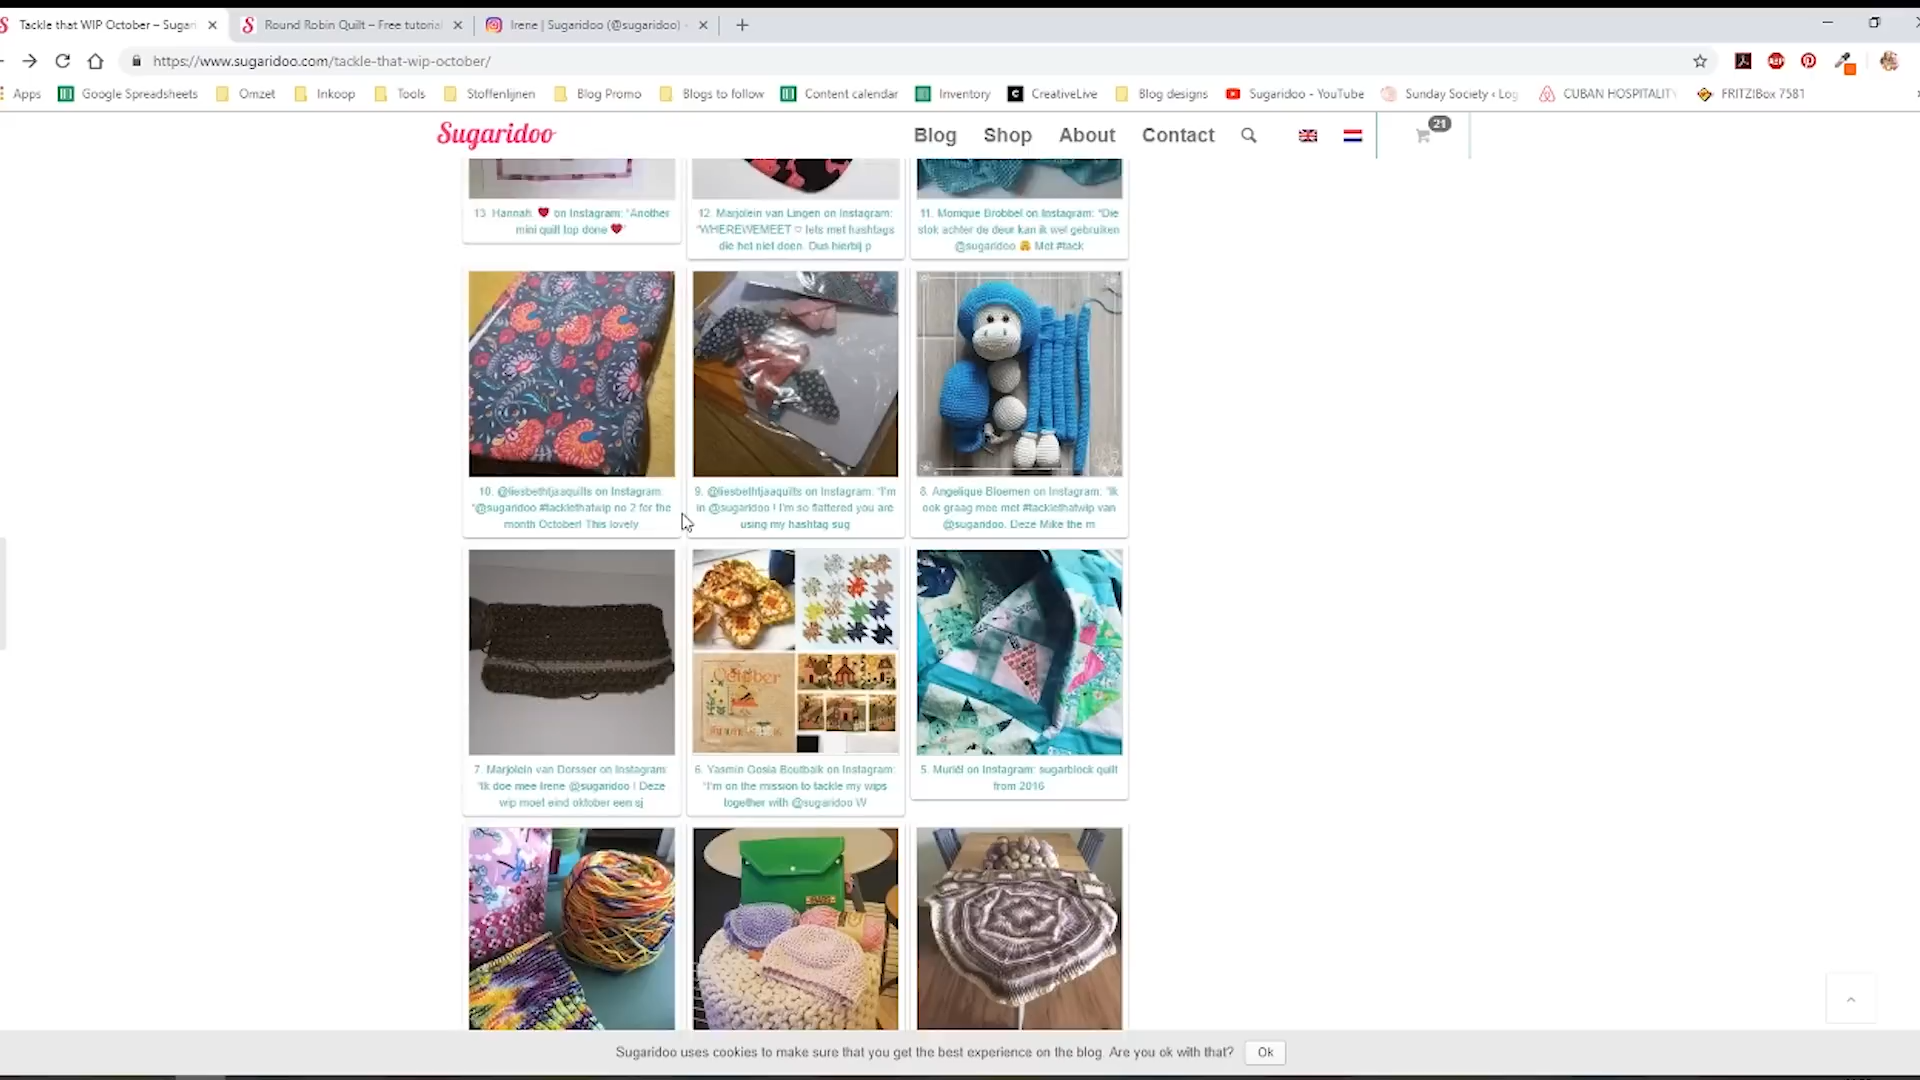 Tackle that WIP October – Sugar
Round Robin Quilt – Free tutorial
Irene | Sugaridoo (@sugaridoo) ·
https://www.sugaridoo.com/tackle-that-wip-october/
Apps
Google Spreadsheets
Omzet
Inkoop
Tools
Stoffenlijnen
Blog Promo
Blogs to follow
Content calendar
Inventory
CreativeLive
Blog designs
Sugaridoo - YouTube
Sunday Society ‹ Log
CUBAN HOSPITALITY
FRITZ!Box 7581
Sugaridoo
Blog
Shop
About
Contact
21
13. Hannah. ❤ on Instagram: "Another
mini quilt top done ❤"
12. Marjolein van Lingen on Instagram:
"WHEREWEMEET ♡ Iets met hashtags
die het niet doen. Dus hierbij p
11. Monique Brobbel on Instagram: "Die
stok achter de deur kan ik wel gebruiken
@sugaridoo 🤗 Met #tack
10. @liesbethtjaaquilts on Instagram:
"@sugaridoo #tacklethatwip no 2 for the
month October! This lovely
9. @liesbethtjaaquilts on Instagram: "I'm
in @sugaridoo ! I'm so flattered you are
using my hashtag sug
8. Angelique Bloemen on Instagram: "Ik
ook graag mee met #tacklethatwip van
@sugaridoo. Deze Mike the m
October
7. Marjolein van Dorsser on Instagram:
"Ik doe mee Irene @sugaridoo ! Deze
wip moet eind oktober een sj
6. Yasmin Gosia Boutbaik on Instagram:
"I'm on the mission to tackle my wips
together with @sugaridoo W
5. Muriël on Instagram: sugarblock quilt
from 2016
Sugaridoo uses cookies to make sure that you get the best experience on the blog. Are you ok with that?
Ok